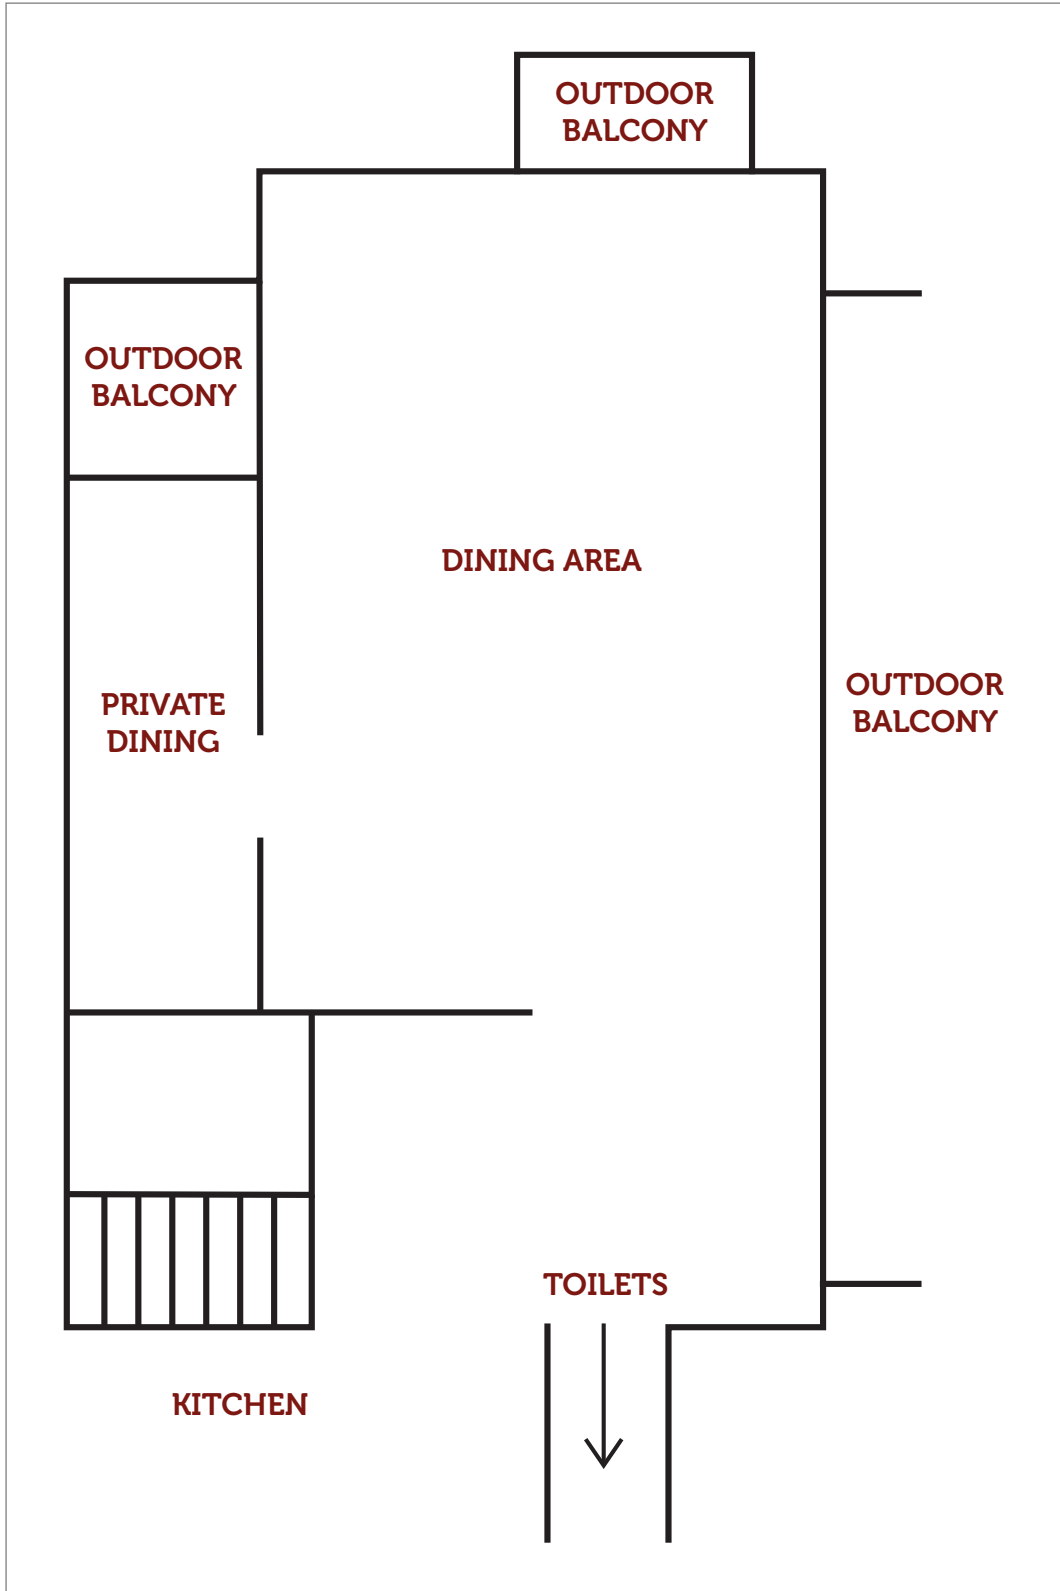 OUTDOOR
BALCONY
OUTDOOR
BALCONY
DINING AREA
PRIVATE
DINING
OUTDOOR
BALCONY
TOILETS
KITCHEN